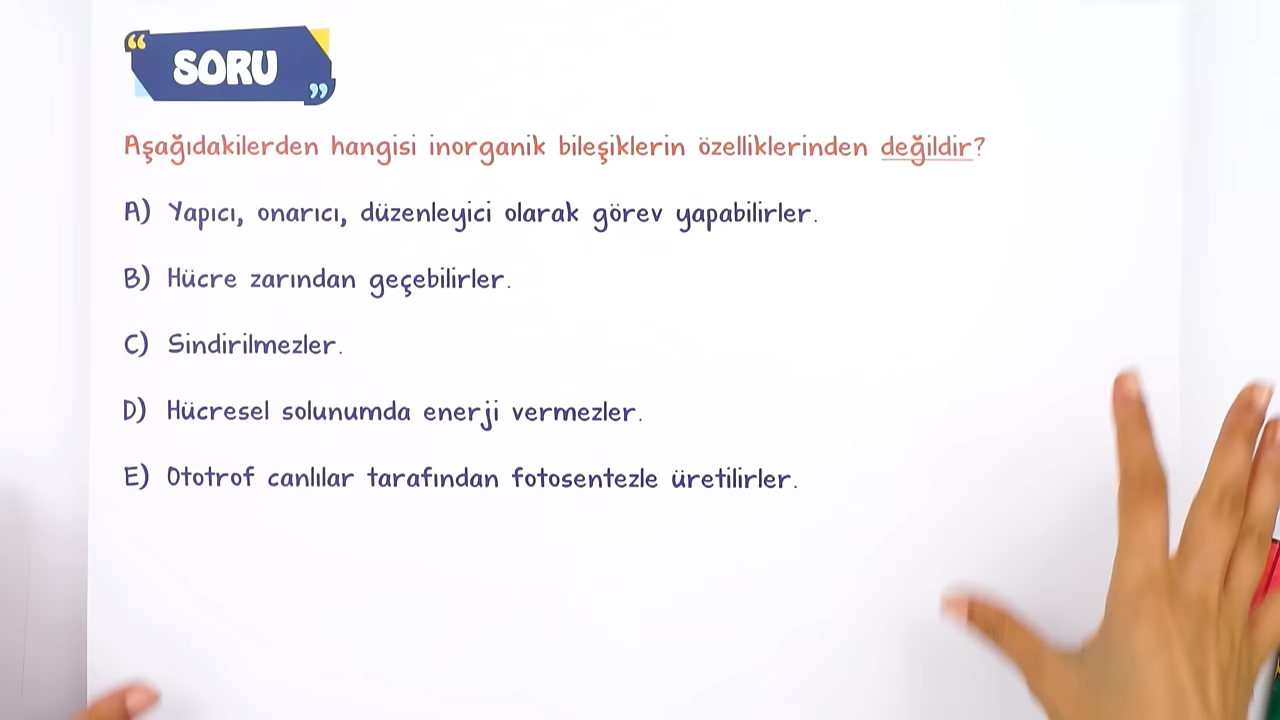 “ SORU ”
Aşağıdakilerden hangisi inorganik bileşiklerin özelliklerinden değildir?
A) Yapıcı, onarıcı, düzenleyici olarak görev yapabilirler.
B) Hücre zarından geçebilirler.
C) Sindirilmezler.
D) Hücresel solunumda enerji vermezler.
E) Ototrof canlılar tarafından fotosentezle üretilirler.